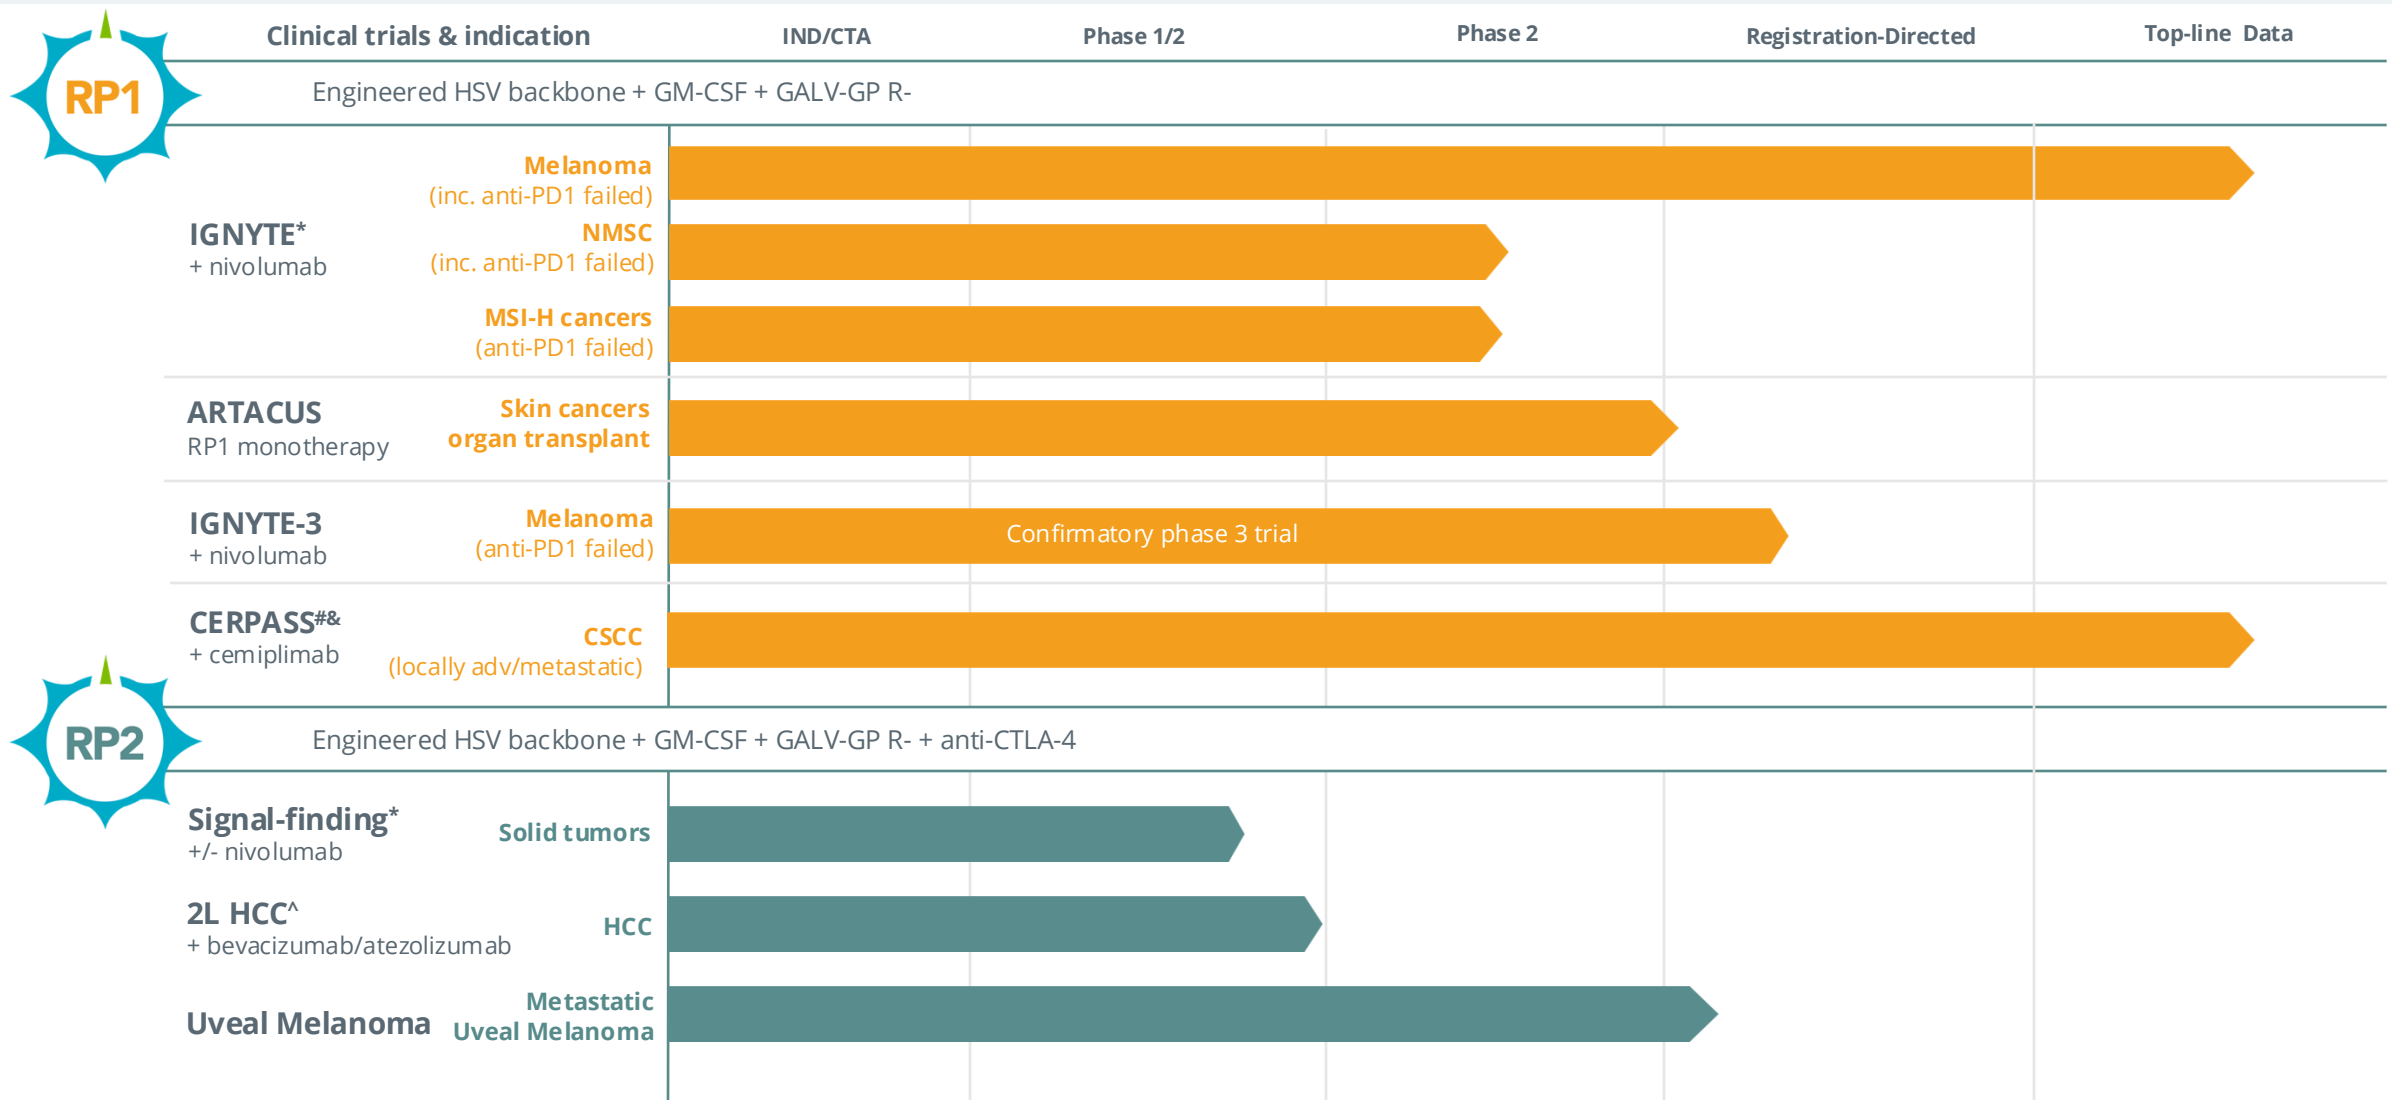 Clinical trials & indication IND/CTA Phase 1/2 Phase 2 Registration-Directed Top-line Data
RP1
Engineered HSV backbone + GM-CSF + GALV-GP R-
IGNYTE*
+ nivolumab
Melanoma
(inc. anti-PD1 failed)
NMSC
(inc. anti-PD1 failed)
MSI-H cancers
(anti-PD1 failed)
ARTACUS
RP1 monotherapy
Skin cancers
organ transplant
IGNYTE-3
+ nivolumab
Melanoma
(anti-PD1 failed)
Confirmatory phase 3 trial
CERPASS#&
+ cemiplimab
CSCC
(locally adv/metastatic)
RP2
Engineered HSV backbone + GM-CSF + GALV-GP R- + anti-CTLA-4
Signal-finding*
+/- nivolumab
Solid tumors
2L HCC^
+ bevacizumab/atezolizumab
HCC
Uveal Melanoma
Metastatic
Uveal Melanoma